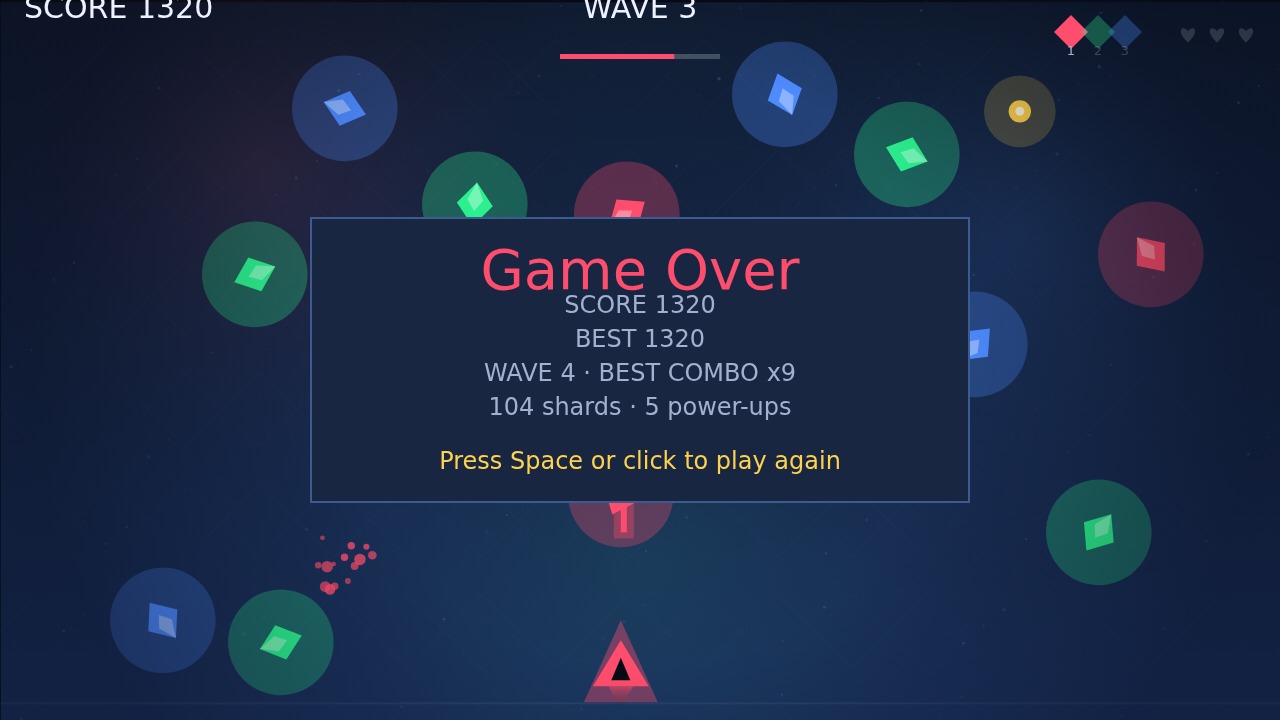 SCORE 1320
WAVE 3
1 2 3
Game Over
SCORE 1320
BEST 1320
WAVE 4 · BEST COMBO x9
104 shards · 5 power-ups
Press Space or click to play again